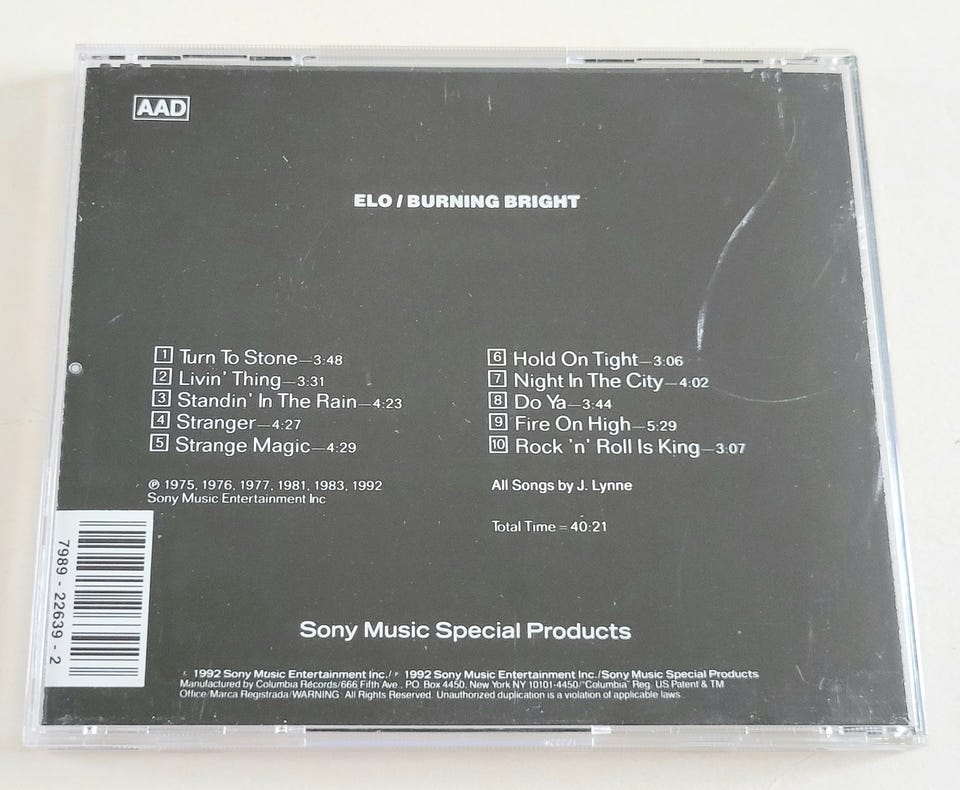 AAD
ELO / BURNING BRIGHT
1 Turn To Stone—3:48
2 Livin' Thing—3:31
3 Standin' In The Rain—4:23
4 Stranger—4:27
5 Strange Magic—4:29
6 Hold On Tight—3:06
7 Night In The City—4:02
8 Do Ya—3:44
9 Fire On High—5:29
10 Rock 'n' Roll Is King—3:07
℗ 1975, 1976, 1977, 1981, 1983, 1992
Sony Music Entertainment Inc
All Songs by J. Lynne
Total Time = 40:21
7989 - 22639 - 2
Sony Music Special Products
© 1992 Sony Music Entertainment Inc./℗ 1992 Sony Music Entertainment Inc./Sony Music Special Products
Manufactured by Columbia Records/666 Fifth Ave., P.O. Box 4450, New York NY 10101-4450/"Columbia" Reg. US Patent & TM
Office/Marca Registrada/WARNING: All Rights Reserved. Unauthorized duplication is a violation of applicable laws.